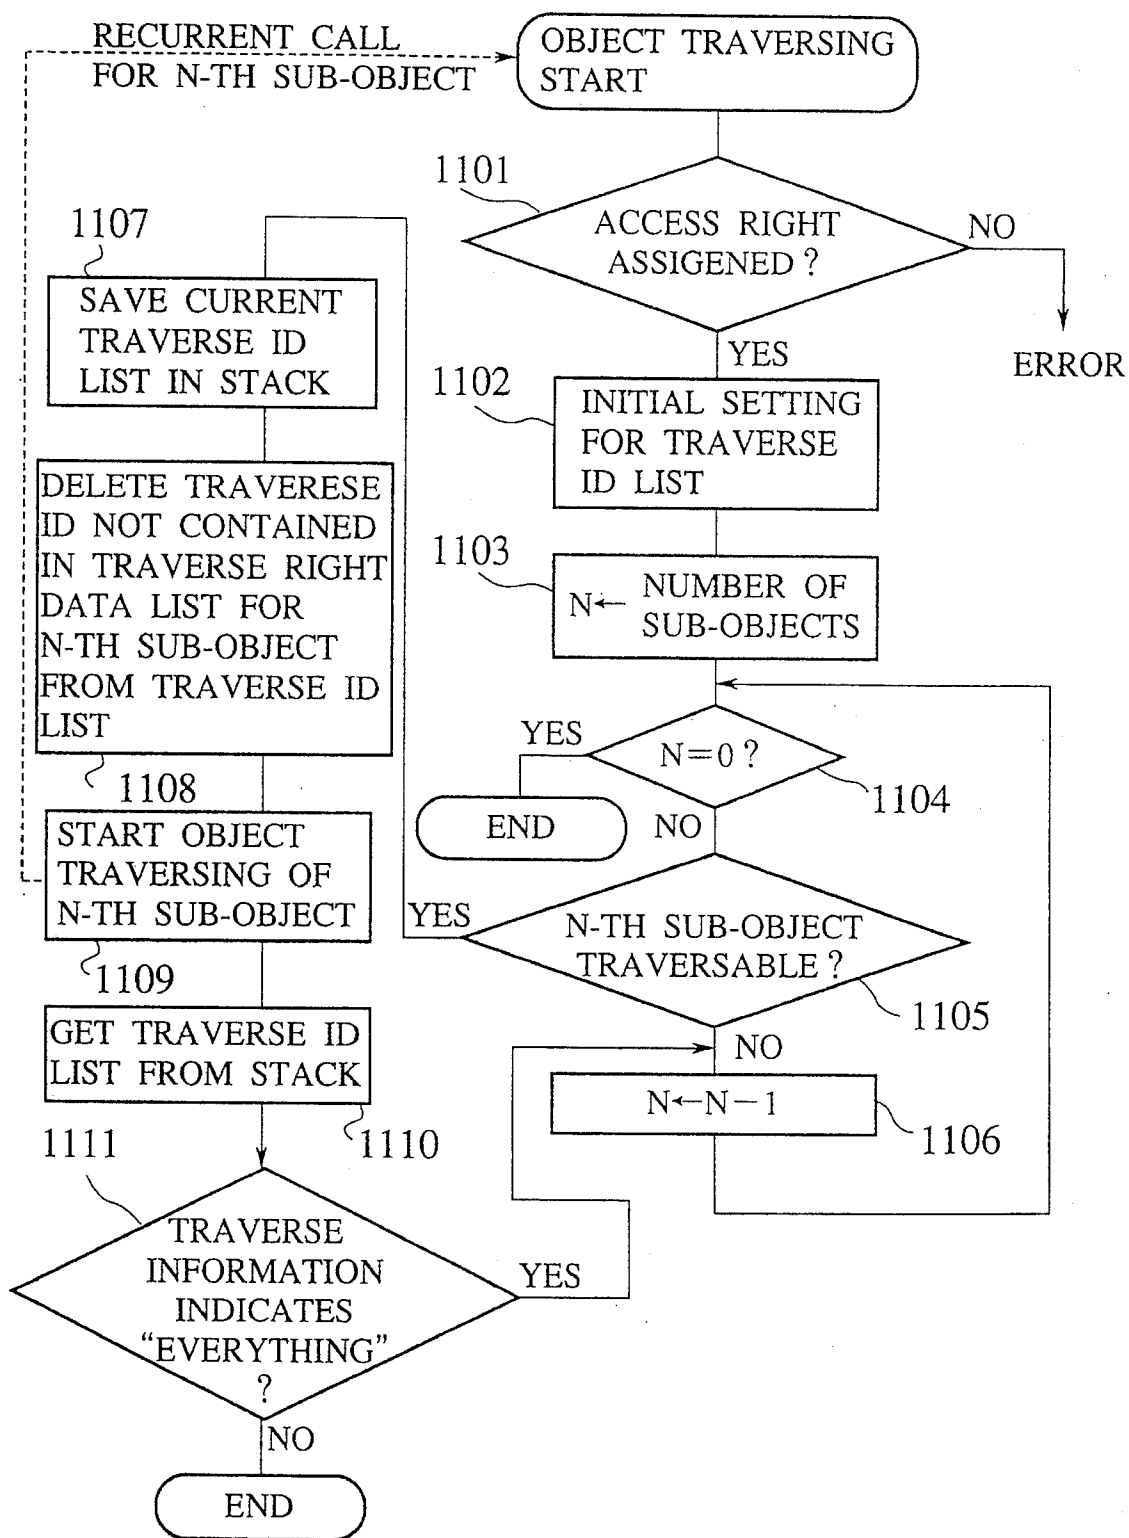 RECURRENT CALL
FOR N-TH SUB-OBJECT
OBJECT TRAVERSING
START
1101
ACCESS RIGHT
ASSIGENED ?
NO
ERROR
YES
1102
INITIAL SETTING
FOR TRAVERSE
ID LIST
1103
N← NUMBER OF
SUB-OBJECTS
YES
N=0 ?
1104
END
NO
YES
N-TH SUB-OBJECT
TRAVERSABLE ?
1105
NO
N←N−1
1106
1107
SAVE CURRENT
TRAVERSE ID
LIST IN STACK
DELETE TRAVERESE
ID NOT CONTAINED
IN TRAVERSE RIGHT
DATA LIST FOR
N-TH SUB-OBJECT
FROM TRAVERSE ID
LIST
1108
START OBJECT
TRAVERSING OF
N-TH SUB-OBJECT
1109
GET TRAVERSE ID
LIST FROM STACK
1110
1111
TRAVERSE
INFORMATION
INDICATES
“EVERYTHING”
?
YES
NO
END